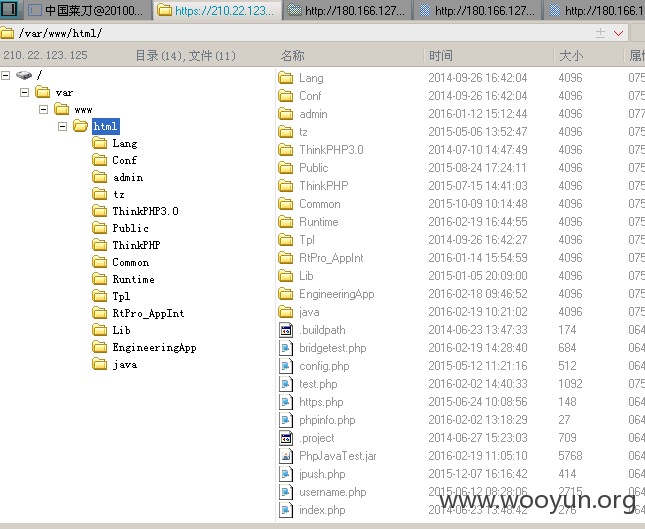 中国菜刀@20100... https://210.22.123... http://180.166.127... http://180.166.127... http://180.166.1
/var/www/html/
210.22.123.125 目录(14),文件(11) 名称 时间 大小 属
/
var
www
html
Lang
Conf
admin
tz
ThinkPHP3.0
Public
ThinkPHP
Common
Runtime
Tpl
RtPro_AppInt
Lib
EngineeringApp
java
Lang 2014-09-26 16:42:04 4096 075
Conf 2014-09-26 16:42:04 4096 075
admin 2016-01-12 15:12:44 4096 077
tz 2015-05-06 13:52:47 4096 075
ThinkPHP3.0 2014-07-10 14:47:49 4096 075
Public 2015-08-24 17:24:11 4096 075
ThinkPHP 2015-07-15 14:41:03 4096 075
Common 2015-10-09 10:14:48 4096 075
Runtime 2016-02-19 16:44:55 4096 075
Tpl 2014-09-26 16:42:27 4096 075
RtPro_AppInt 2016-01-14 15:54:59 4096 075
Lib 2015-01-05 20:09:00 4096 075
EngineeringApp 2016-02-18 09:46:52 4096 075
java 2016-02-19 10:21:02 4096 075
.buildpath 2014-06-23 13:47:33 174 064
bridgetest.php 2016-02-19 14:28:40 684 064
config.php 2015-05-12 11:21:16 512 064
test.php 2016-02-02 14:40:33 1092 064
https.php 2015-06-24 10:08:56 148 064
phpinfo.php 2016-02-02 13:18:29 27 064
.project 2014-06-27 15:23:03 709 064
PhpJavaTest.jar 2016-02-19 11:05:10 5768 064
jpush.php 2015-12-07 16:16:42 414 064
username.php 2015-06-12 08:28:06 2715 064
index.php 2014-06-23 13:48:42 276 064
www.wooyun.org